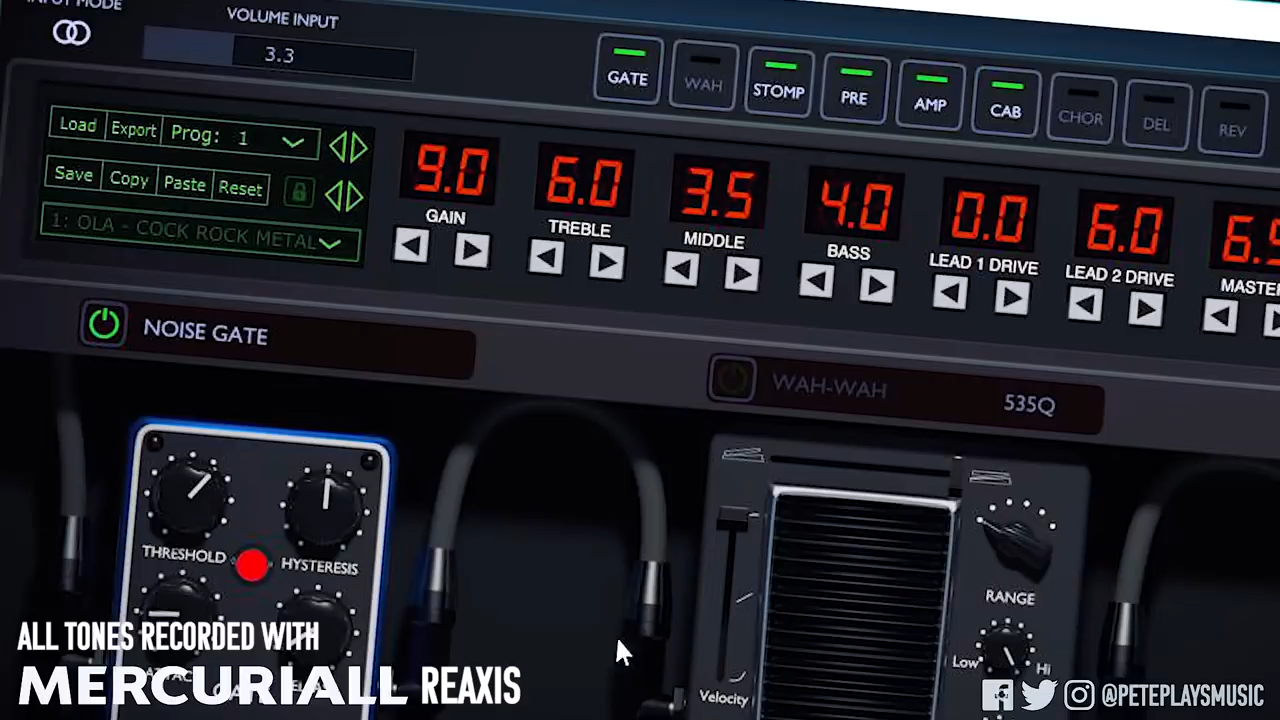 INPUT MODE
VOLUME INPUT
3.3
GATE
WAH
STOMP
PRE
AMP
CAB
CHOR
DEL
REV
Load
Export
Prog: 1
Save
Copy
Paste
Reset
1: OLA - COCK ROCK METAL
9.0
6.0
3.5
4.0
0.0
6.0
GAIN
TREBLE
MIDDLE
BASS
LEAD 1 DRIVE
LEAD 2 DRIVE
MASTER
NOISE GATE
WAH-WAH
535Q
THRESHOLD
HYSTERESIS
RANGE
Low
Hi
Velocity
ALL TONES RECORDED WITH
MERCURIALL REAXIS
@PETEPLAYSMUSIC